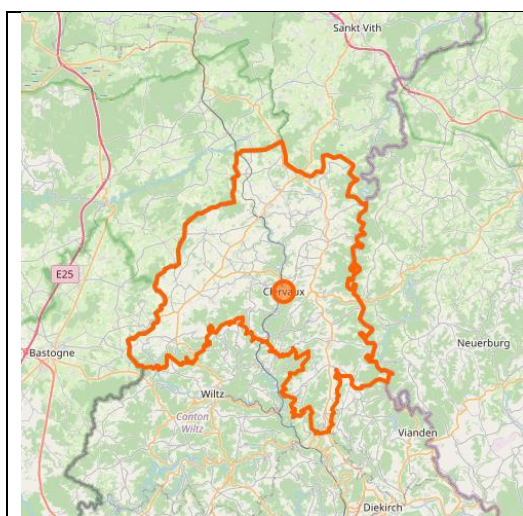 Sankt Vith
E25
Clervaux
Bastogne
Neuerburg
Wiltz
Canton
Wiltz
Vianden
Diekirch